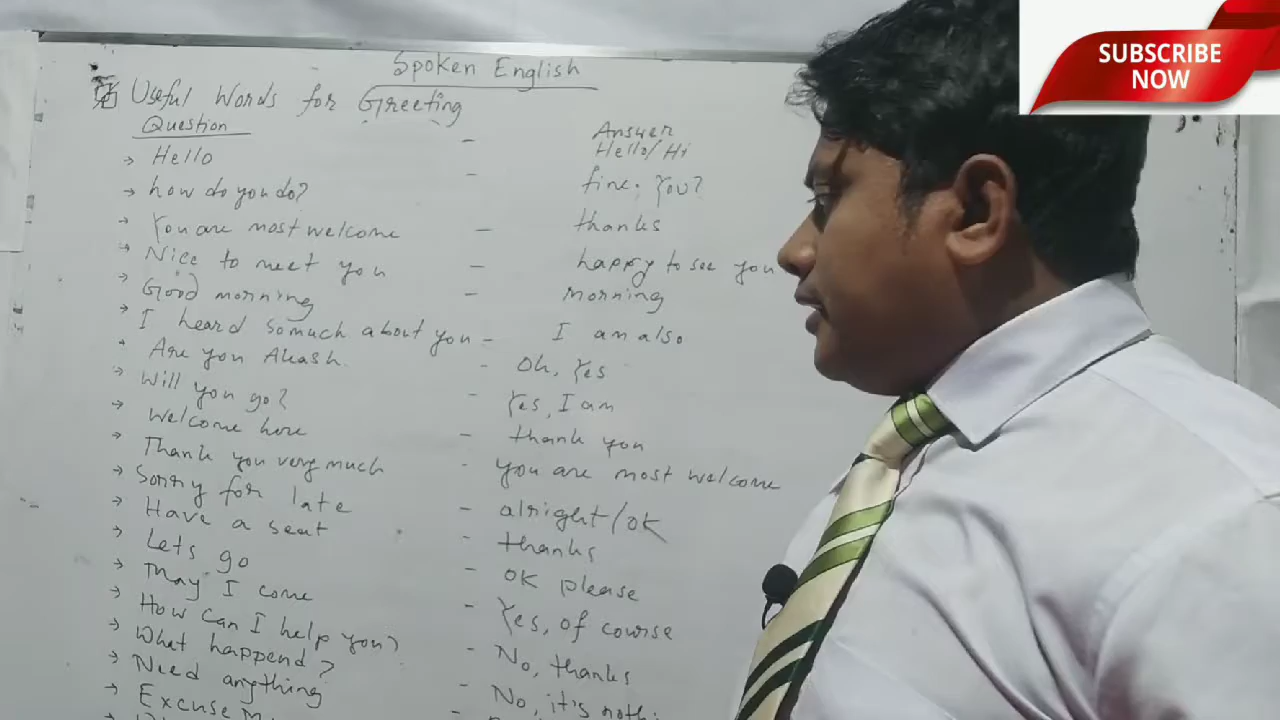 Spoken English
Useful Words for Greeting
Question - Answer
Hello - Hello/Hi
how do you do? - fine, You?
You are most welcome - thanks
Nice to meet you - happy to see you
Good morning - morning
I heard somuch about you - I am also
Are you Akash. - Oh, Yes
Will you go? - Yes, I am
Welcome here - thank you
Thank you very much - you are most welcome
Sorry for late - alright/ok
Have a seat - thanks
Lets go - OK please
May I come - Yes, of course
How can I help you? - No, thanks
What happend? - No, it's nothi
Need anything
Excuse M
SUBSCRIBE
NOW